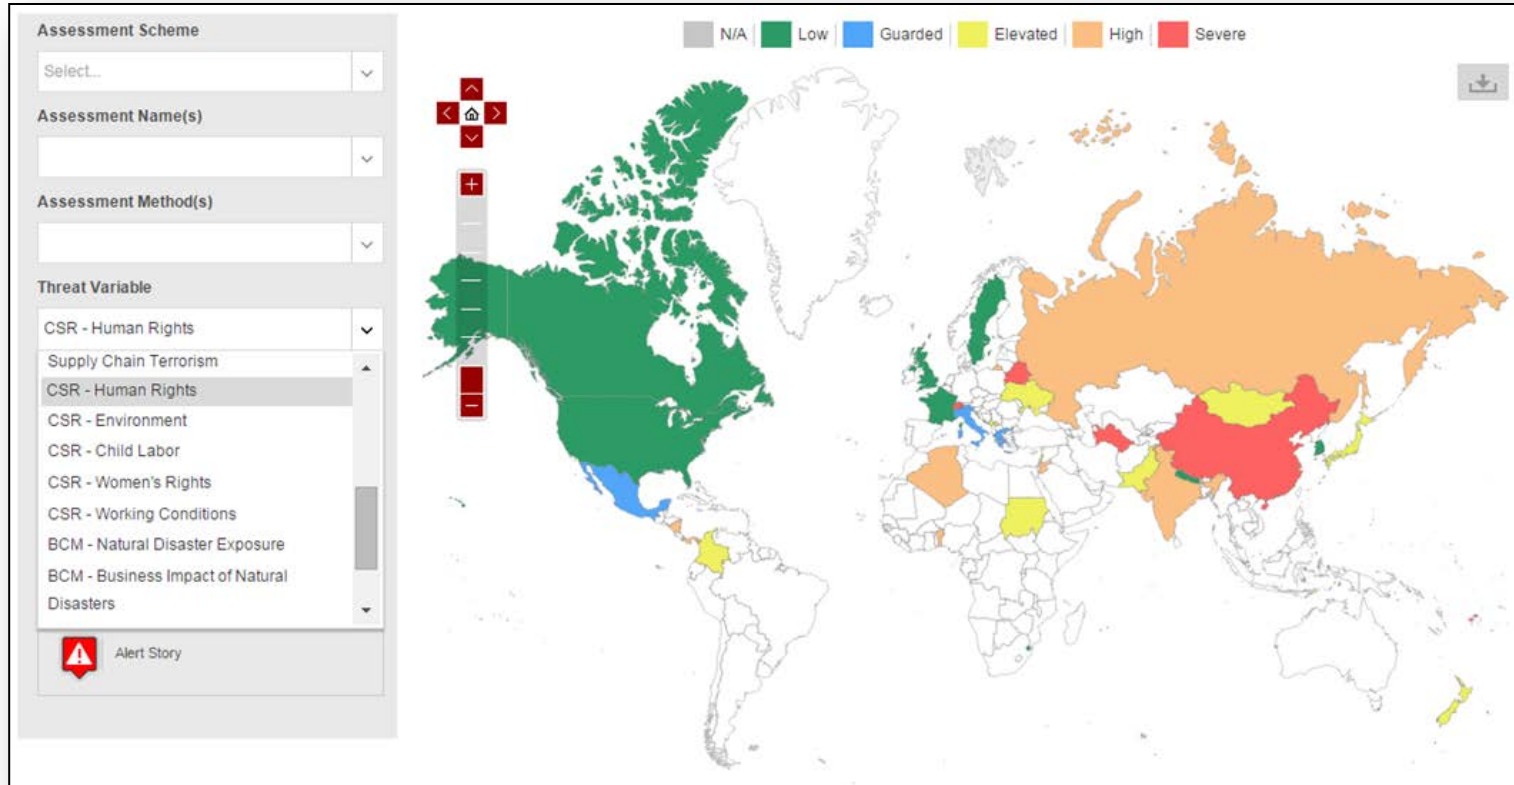 Assessment Scheme
Select...
Assessment Name(s)
Assessment Method(s)
Threat Variable
CSR - Human Rights
Supply Chain Terrorism
CSR - Human Rights
CSR - Environment
CSR - Child Labor
CSR - Women's Rights
CSR - Working Conditions
BCM - Natural Disaster Exposure
BCM - Business Impact of Natural
Disasters
Alert Story
N/A Low Guarded Elevated High Severe